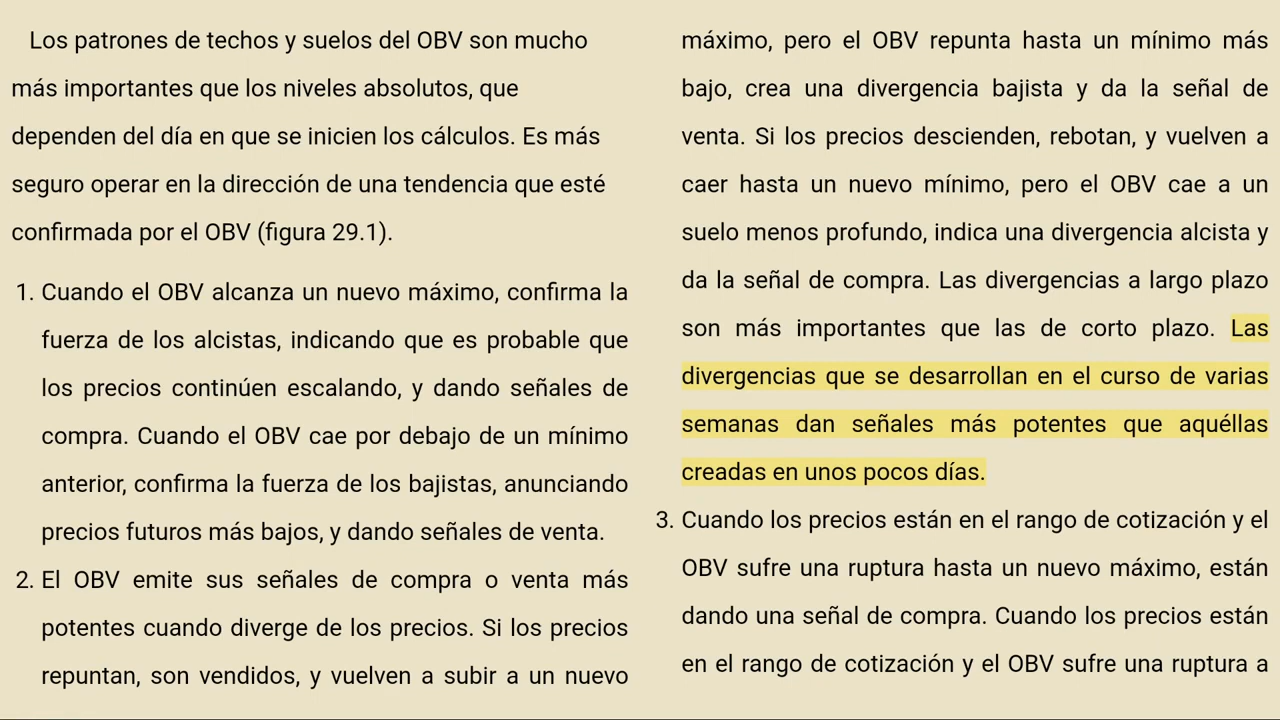 Los patrones de techos y suelos del OBV son mucho
más importantes que los niveles absolutos, que
dependen del día en que se inicien los cálculos. Es más
seguro operar en la dirección de una tendencia que esté
confirmada por el OBV (figura 29.1).
1. Cuando el OBV alcanza un nuevo máximo, confirma la
fuerza de los alcistas, indicando que es probable que
los precios continúen escalando, y dando señales de
compra. Cuando el OBV cae por debajo de un mínimo
anterior, confirma la fuerza de los bajistas, anunciando
precios futuros más bajos, y dando señales de venta.
2. El OBV emite sus señales de compra o venta más
potentes cuando diverge de los precios. Si los precios
repuntan, son vendidos, y vuelven a subir a un nuevo
máximo, pero el OBV repunta hasta un mínimo más
bajo, crea una divergencia bajista y da la señal de
venta. Si los precios descienden, rebotan, y vuelven a
caer hasta un nuevo mínimo, pero el OBV cae a un
suelo menos profundo, indica una divergencia alcista y
da la señal de compra. Las divergencias a largo plazo
son más importantes que las de corto plazo. Las
divergencias que se desarrollan en el curso de varias
semanas dan señales más potentes que aquéllas
creadas en unos pocos días.
3. Cuando los precios están en el rango de cotización y el
OBV sufre una ruptura hasta un nuevo máximo, están
dando una señal de compra. Cuando los precios están
en el rango de cotización y el OBV sufre una ruptura a